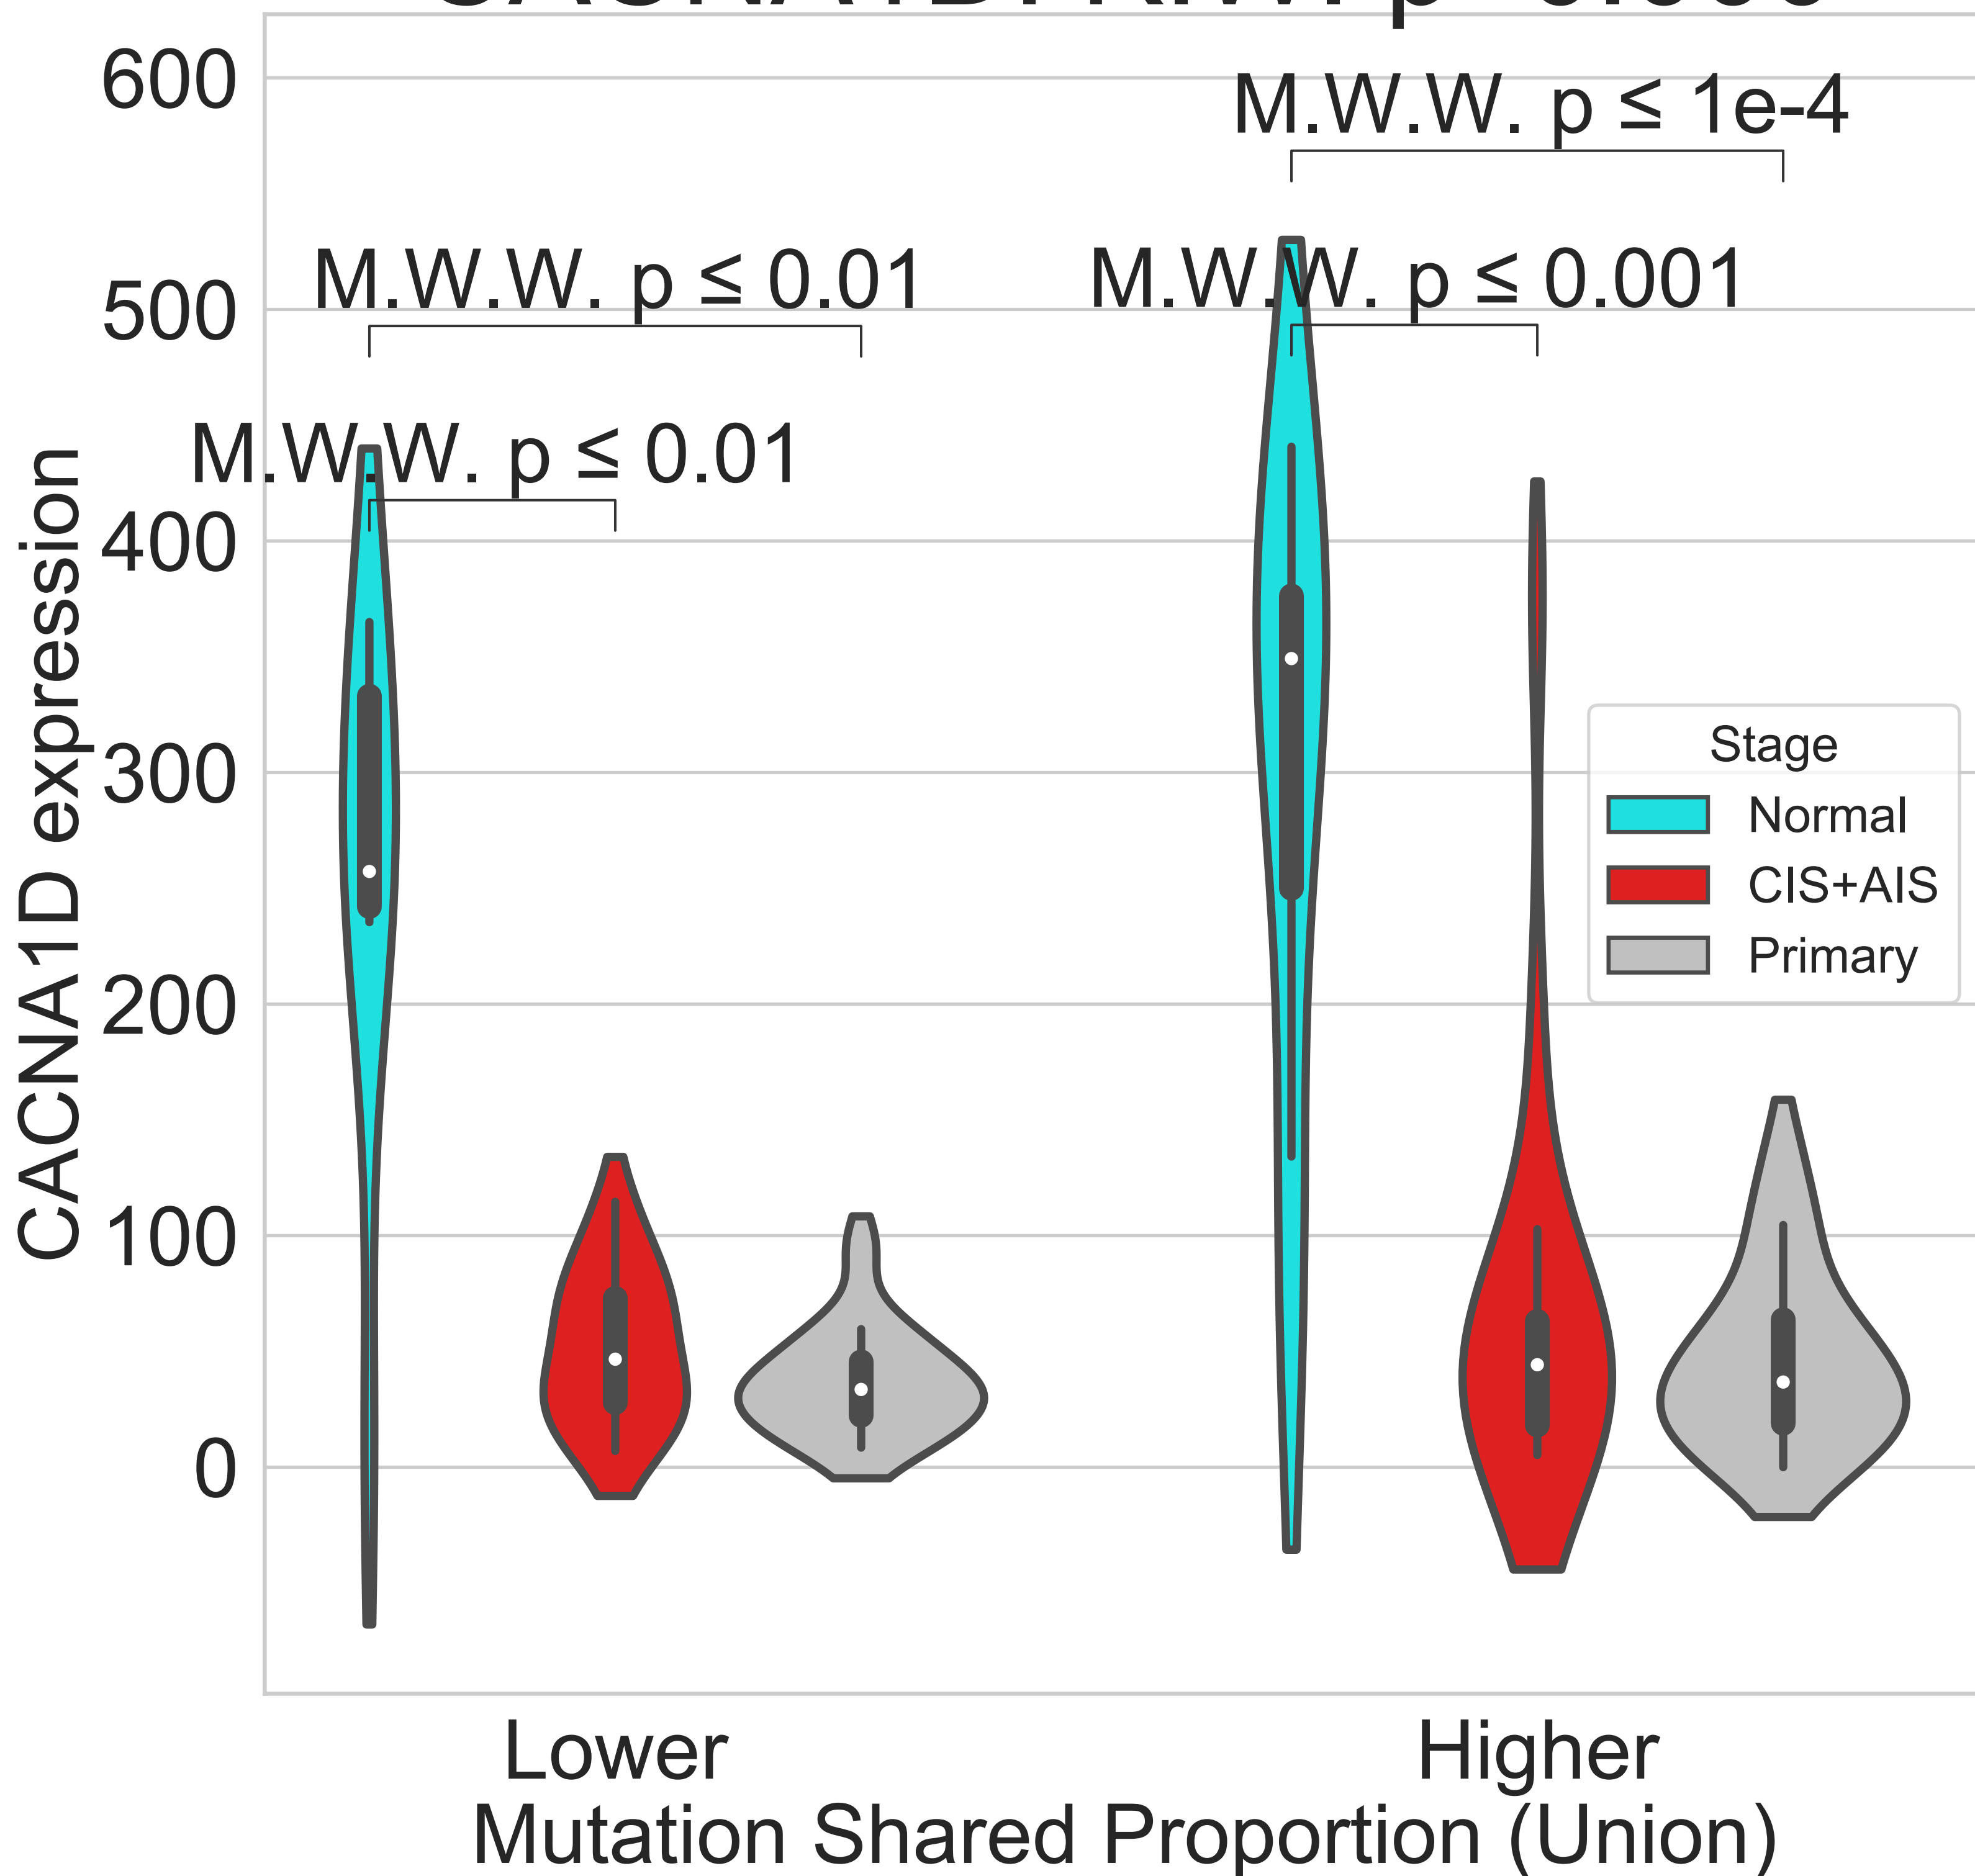 600
M.W.W. p ≤ 1e-4
M.W.W. p ≤ 0.01
M.W.W. p ≤ 0.001
500
M.W.W. p ≤ 0.01
400
CACNA1D expression
300
200
100
0
Stage
Normal
CIS+AIS
Primary
Lower
Higher
Mutation Shared Proportion (Union)